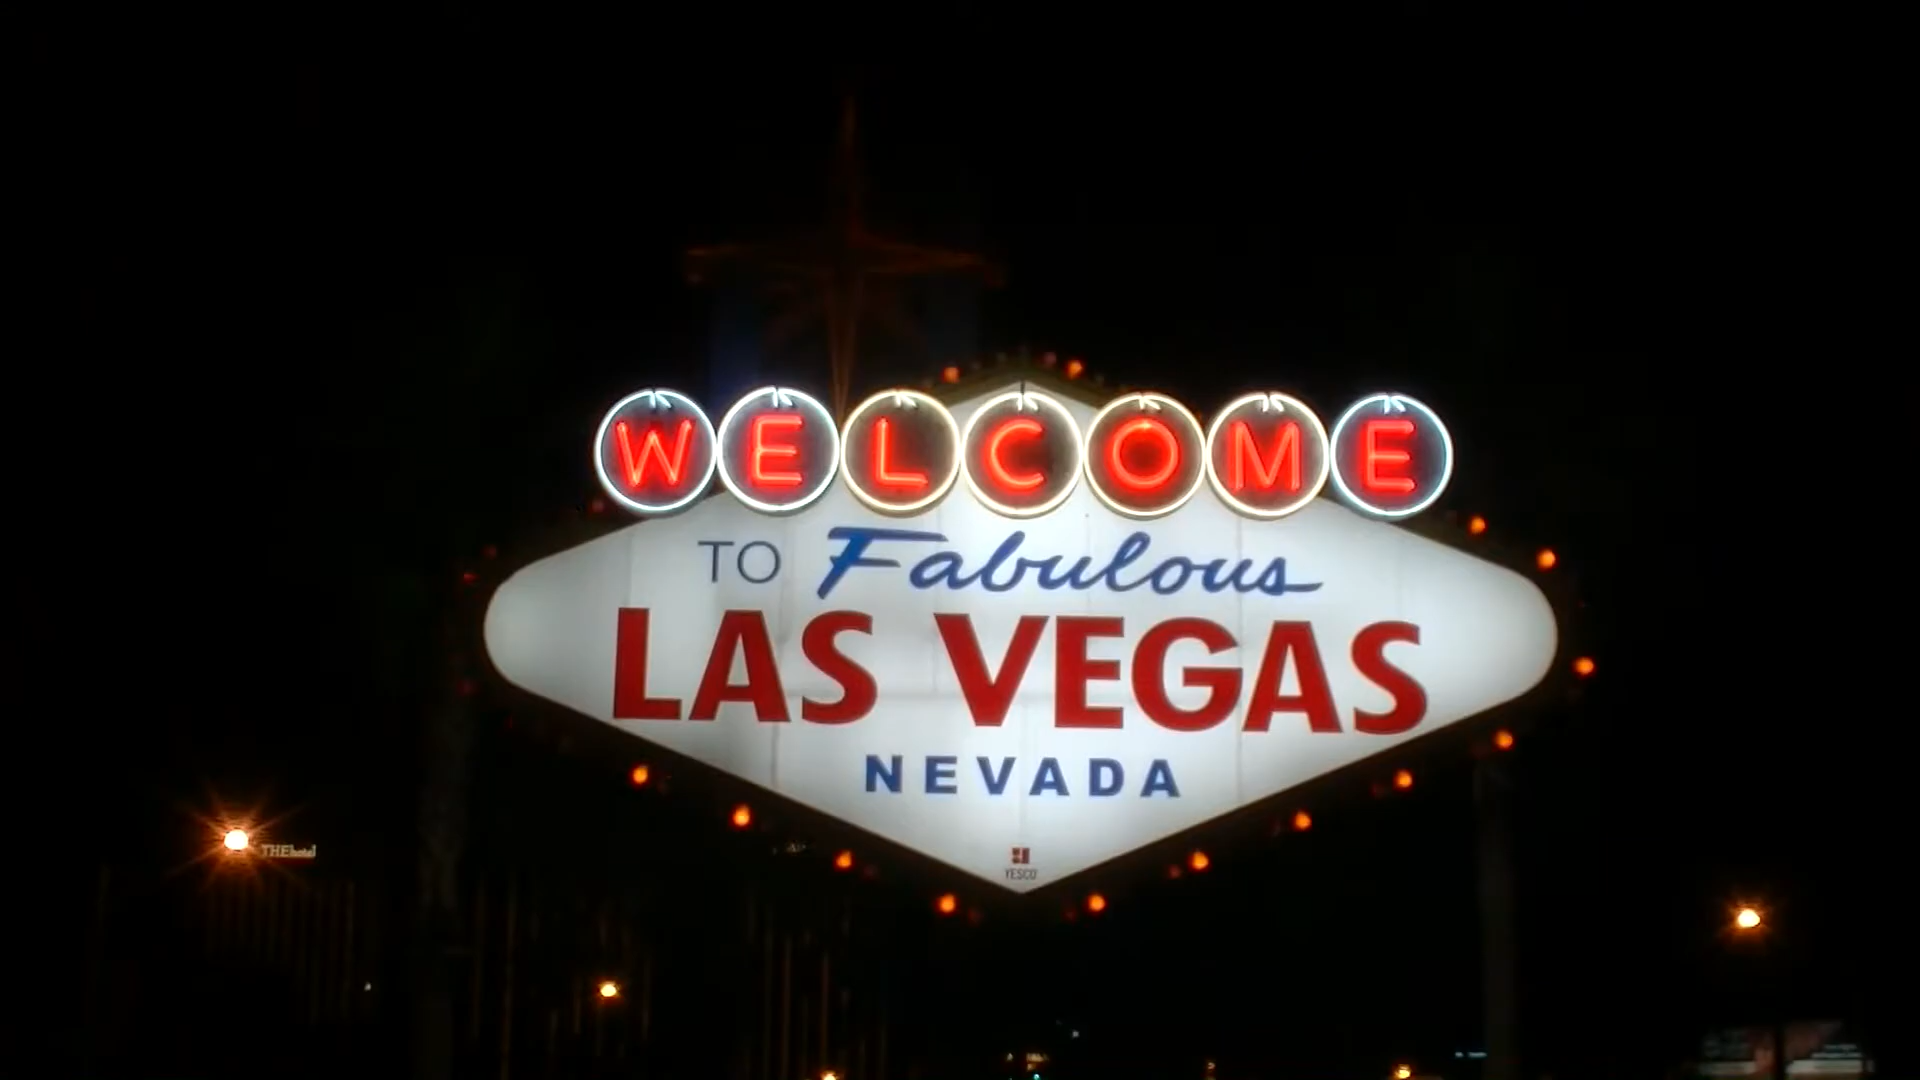 WELCOME
TO Fabulous
LAS VEGAS
NEVADA
YESCO
THEhotel